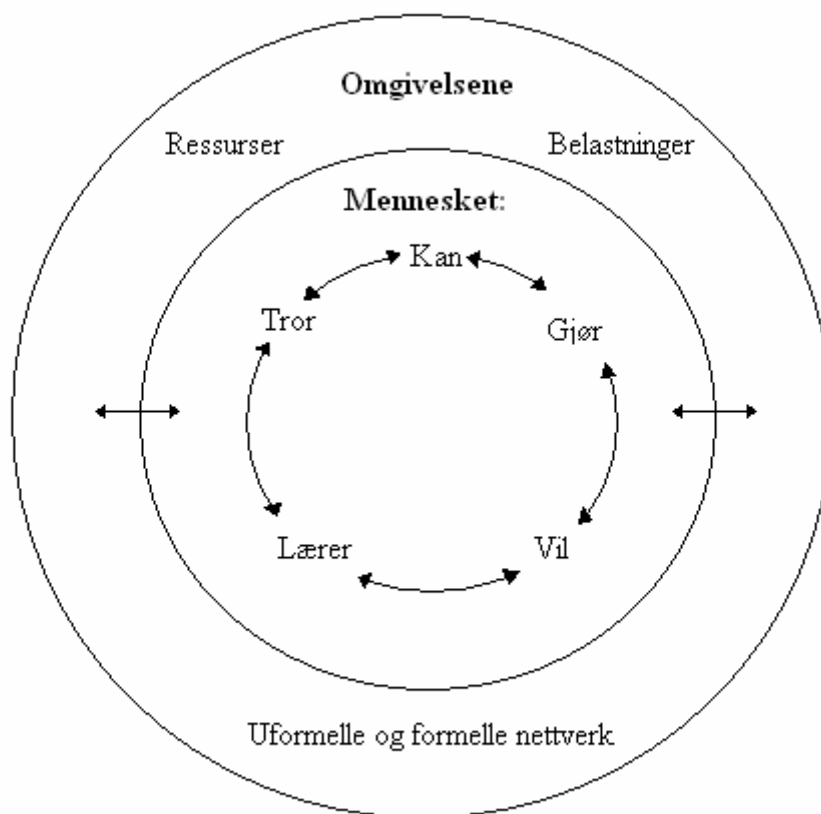 Omgivelsene
Ressurser
Belastninger
Mennesket:
Kan
Tror
Gjør
Lærer
Vil
Uformelle og formelle nettverk